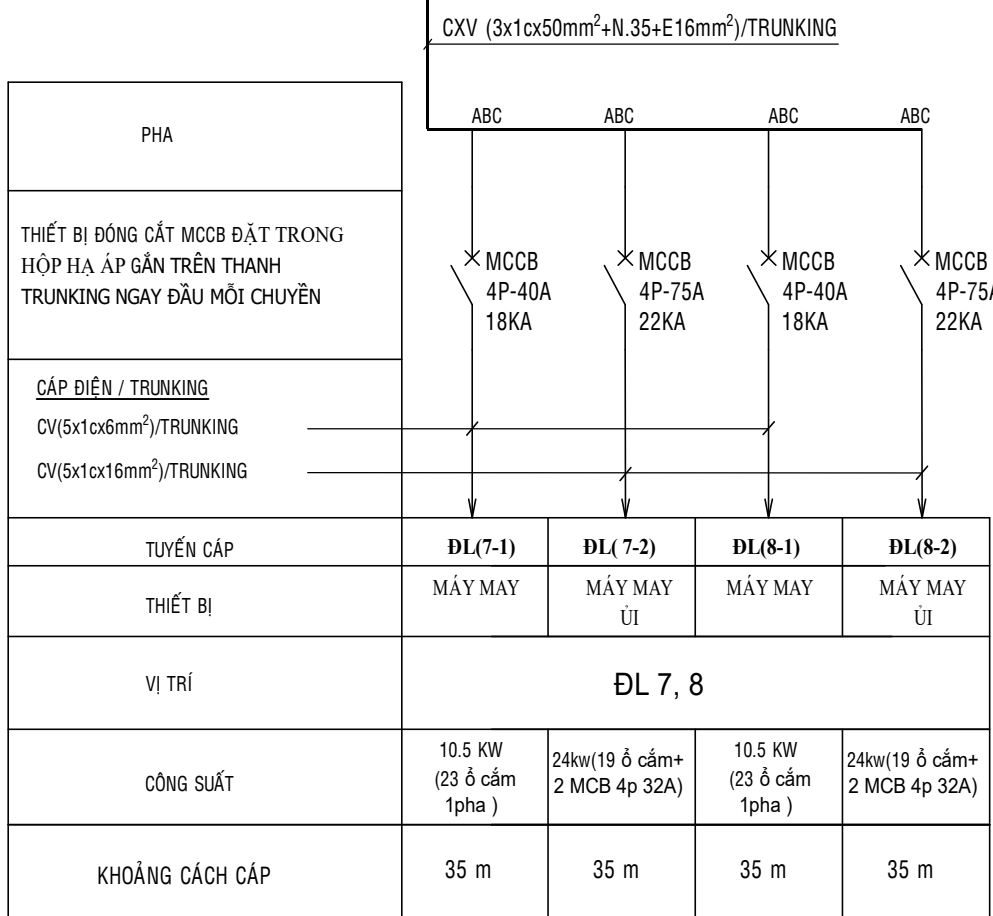 CXV (3x1cx50mm²+N.35+E16mm²)/TRUNKING
PHA
ABC ABC ABC ABC
THIẾT BỊ ĐÓNG CẮT MCCB ĐẶT TRONG
HỘP HẠ ÁP GẮN TRÊN THANH
TRUNKING NGAY ĐẦU MỖI CHUYỀN
MCCB MCCB MCCB MCCB
4P-40A 4P-75A 4P-40A 4P-75A
18KA 22KA 18KA 22KA
CÁP ĐIỆN / TRUNKING
CV(5x1cx6mm²)/TRUNKING
CV(5x1cx16mm²)/TRUNKING
TUYẾN CÁP ĐL(7-1) ĐL( 7-2) ĐL(8-1) ĐL(8-2)
THIẾT BỊ
MÁY MAY
MÁY MAY
ỦI
MÁY MAY
MÁY MAY
ỦI
VỊ TRÍ ĐL 7, 8
CÔNG SUẤT
10.5 KW
(23 ổ cắm
1pha )
24kw(19 ổ cắm+
2 MCB 4p 32A)
10.5 KW
(23 ổ cắm
1pha )
24kw(19 ổ cắm+
2 MCB 4p 32A)
KHOẢNG CÁCH CÁP 35 m 35 m 35 m 35 m